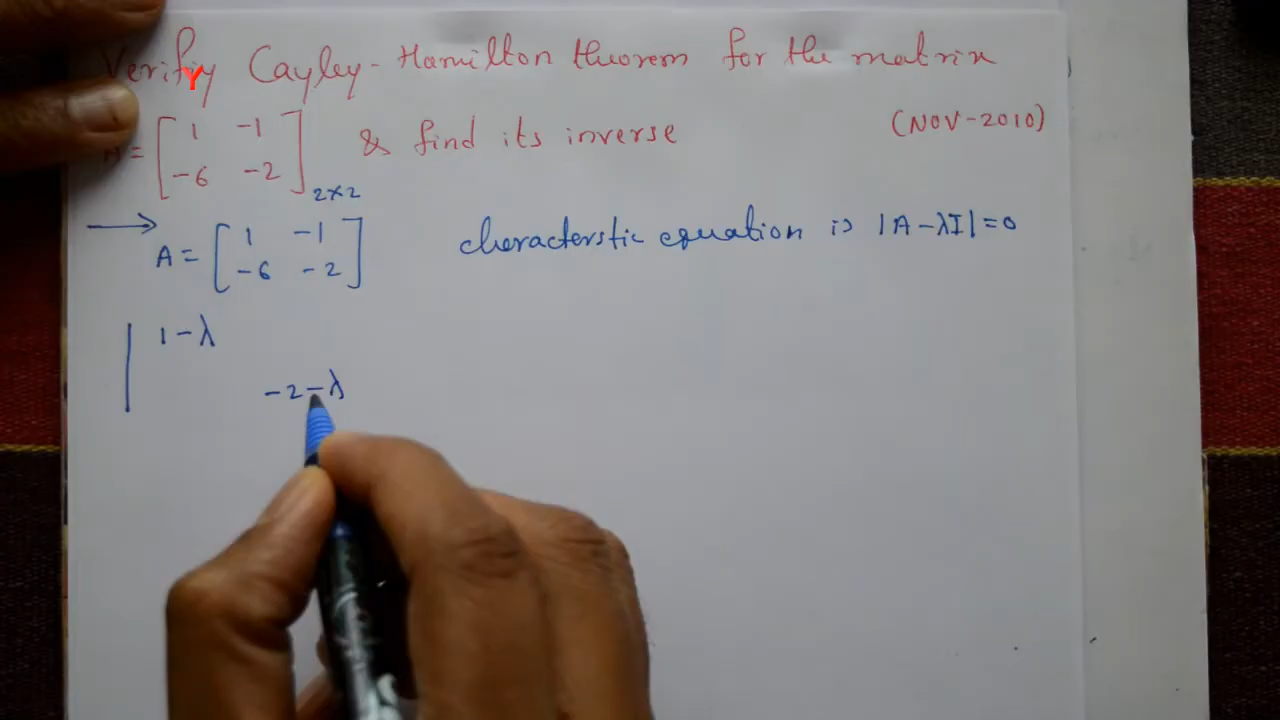 Verify Cayley-Hamilton theorem for the matrix
A = [ 1 -1
-6 -2 ] 2×2 & find its inverse (NOV-2010)
→ A = [ 1 -1
-6 -2 ] characterstic equation is |A-λI|=0
| 1-λ
-2-λ